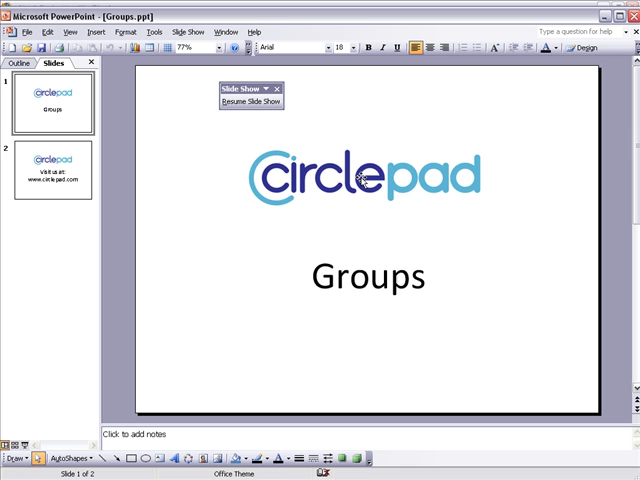 Microsoft PowerPoint - [Groups.ppt]
File Edit View Insert Format Tools Slide Show Window Help
Type a question for help
77%
Arial
18
B I U S
Design
Outline Slides
1
circlepad
Groups
2
circlepad
Visit us at:
www.circlepad.com
Slide Show
Resume Slide Show
circlepad
Groups
Click to add notes
Draw AutoShapes
Slide 1 of 2
Office Theme